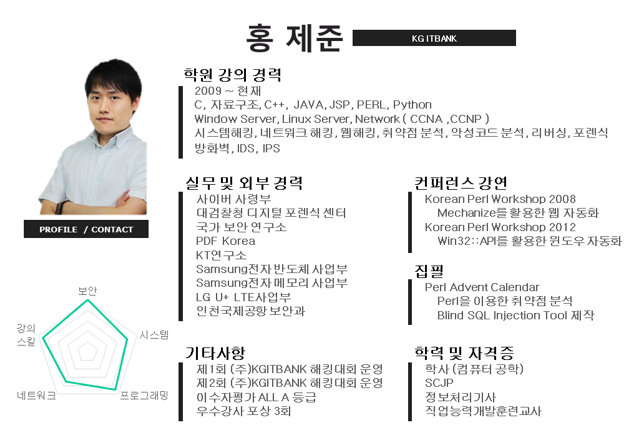 홍 제준
KG ITBANK
학원 강의 경력
2009 ~ 현재
C, 자료구조, C++, JAVA, JSP, PERL, Python
Window Server, Linux Server, Network ( CCNA ,CCNP )
시스템해킹, 네트워크 해킹, 웹해킹, 취약점 분석, 악성코드 분석, 리버싱, 포렌식
방화벽, IDS, IPS
PROFILE / CONTACT
실무 및 외부 경력
사이버 사령부
대검찰청 디지털 포렌식 센터
국가 보안 연구소
PDF Korea
KT연구소
Samsung전자 반도체 사업부
Samsung전자 메모리 사업부
LG U+ LTE사업부
인천국제공항 보안과
컨퍼런스 강연
Korean Perl Workshop 2008
Mechanize를 활용한 웹 자동화
Korean Perl Workshop 2012
Win32::API를 활용한 윈도우 자동화
집필
Perl Advent Calendar
Perl을 이용한 취약점 분석
Blind SQL Injection Tool 제작
보안
시스템
프로그래밍
네트워크
강의
스킬
기타사항
제1회 (주)KGITBANK 해킹대회 운영
제2회 (주)KGITBANK 해킹대회 운영
이수자평가 ALL A 등급
우수강사 포상 3회
학력 및 자격증
학사 (컴퓨터 공학)
SCJP
정보처리기사
직업능력개발훈련교사